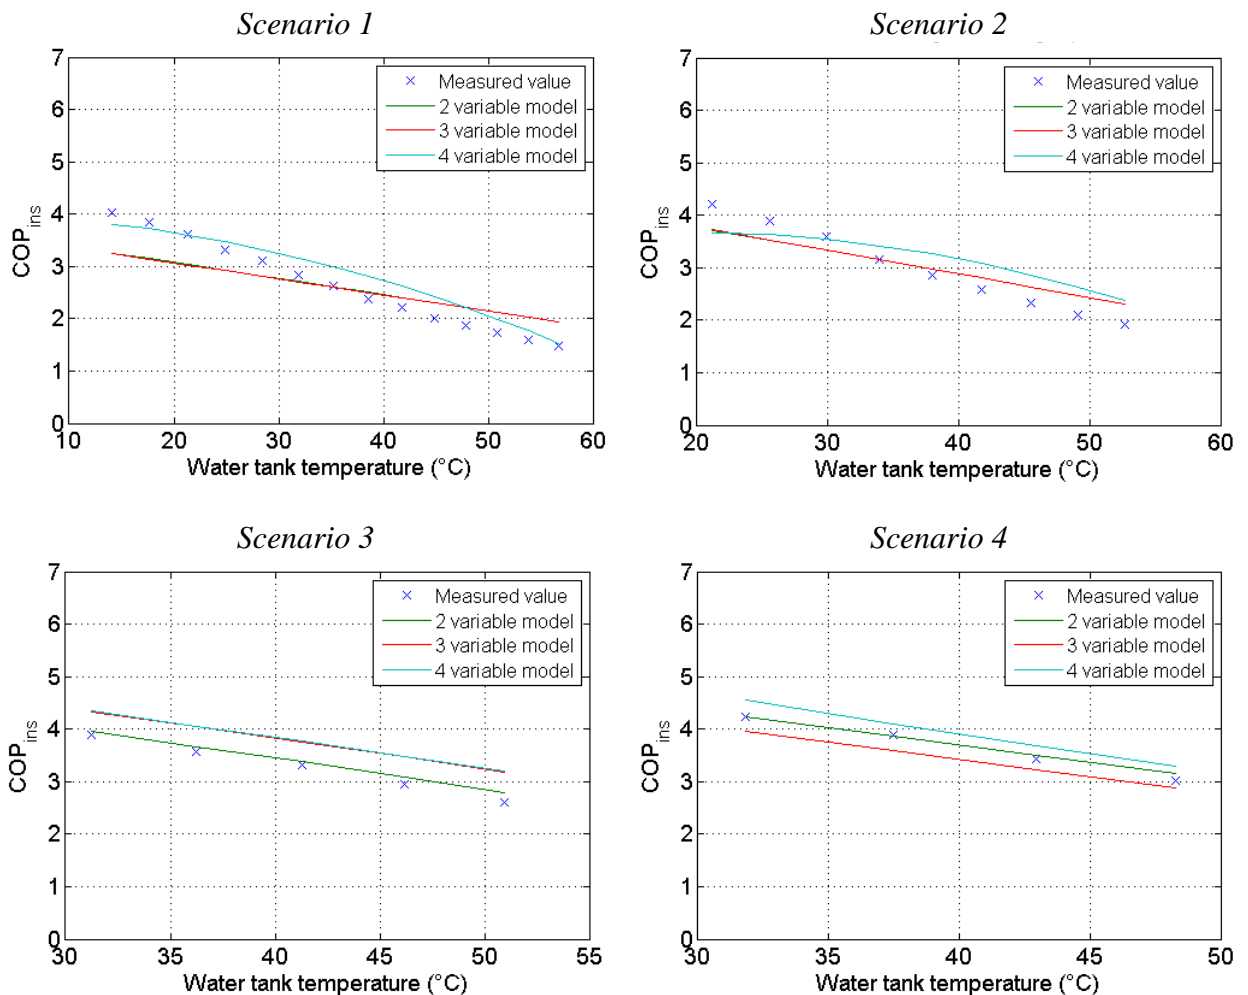 Scenario 1
7
6
5
4
3
2
1
0
COP_ins
10 20 30 40 50 60
Water tank temperature (°C)
Measured value
2 variable model
3 variable model
4 variable model
Scenario 2
7
6
5
4
3
2
1
0
COP_ins
20 30 40 50 60
Water tank temperature (°C)
Measured value
2 variable model
3 variable model
4 variable model
Scenario 3
7
6
5
4
3
2
1
0
COP_ins
30 35 40 45 50 55
Water tank temperature (°C)
Measured value
2 variable model
3 variable model
4 variable model
Scenario 4
7
6
5
4
3
2
1
0
COP_ins
30 35 40 45 50
Water tank temperature (°C)
Measured value
2 variable model
3 variable model
4 variable model